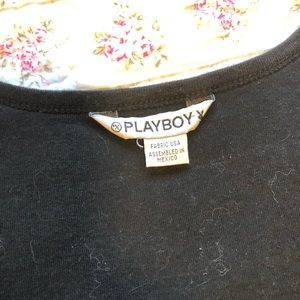 PLAYBOY
FABRIC USA
ASSEMBLED IN
MEXICO